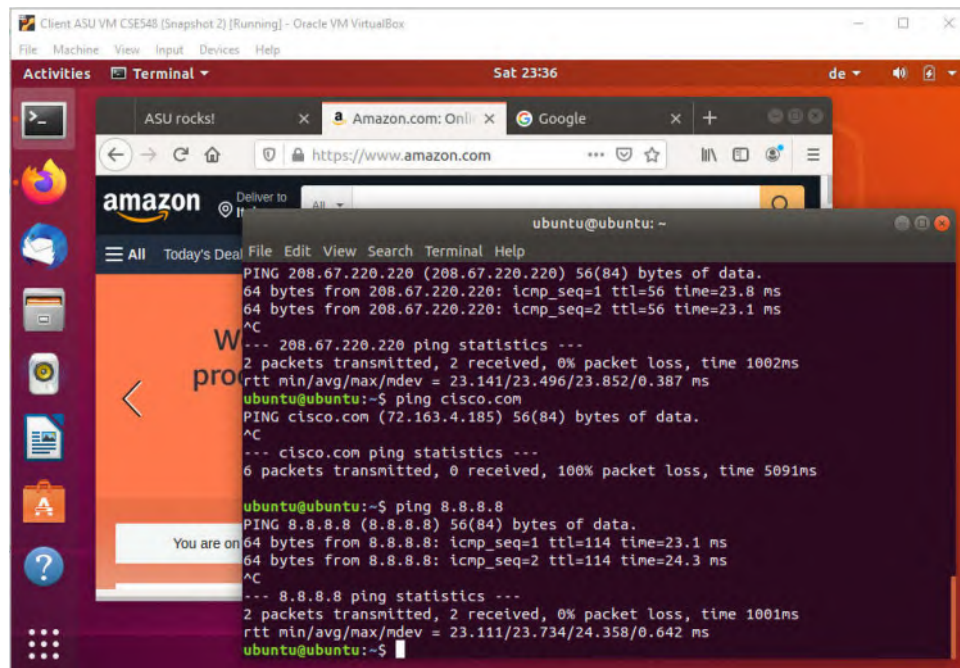 Client ASU VM CSE548 (Snapshot 2) [Running] - Oracle VM VirtualBox
File Machine View Input Devices Help
Activities Terminal Sat 23:36 de
ASU rocks! Amazon.com: Onli Google
https://www.amazon.com
amazon Deliver to All
All Today's Deal
W
pro
You are on
ubuntu@ubuntu: ~
File Edit View Search Terminal Help
PING 208.67.220.220 (208.67.220.220) 56(84) bytes of data.
64 bytes from 208.67.220.220: icmp_seq=1 ttl=56 time=23.8 ms
64 bytes from 208.67.220.220: icmp_seq=2 ttl=56 time=23.1 ms
^C
--- 208.67.220.220 ping statistics ---
2 packets transmitted, 2 received, 0% packet loss, time 1002ms
rtt min/avg/max/mdev = 23.141/23.496/23.852/0.387 ms
ubuntu@ubuntu:~$ ping cisco.com
PING cisco.com (72.163.4.185) 56(84) bytes of data.
^C
--- cisco.com ping statistics ---
6 packets transmitted, 0 received, 100% packet loss, time 5091ms
ubuntu@ubuntu:~$ ping 8.8.8.8
PING 8.8.8.8 (8.8.8.8) 56(84) bytes of data.
64 bytes from 8.8.8.8: icmp_seq=1 ttl=114 time=23.1 ms
64 bytes from 8.8.8.8: icmp_seq=2 ttl=114 time=24.3 ms
^C
--- 8.8.8.8 ping statistics ---
2 packets transmitted, 2 received, 0% packet loss, time 1001ms
rtt min/avg/max/mdev = 23.111/23.734/24.358/0.642 ms
ubuntu@ubuntu:~$